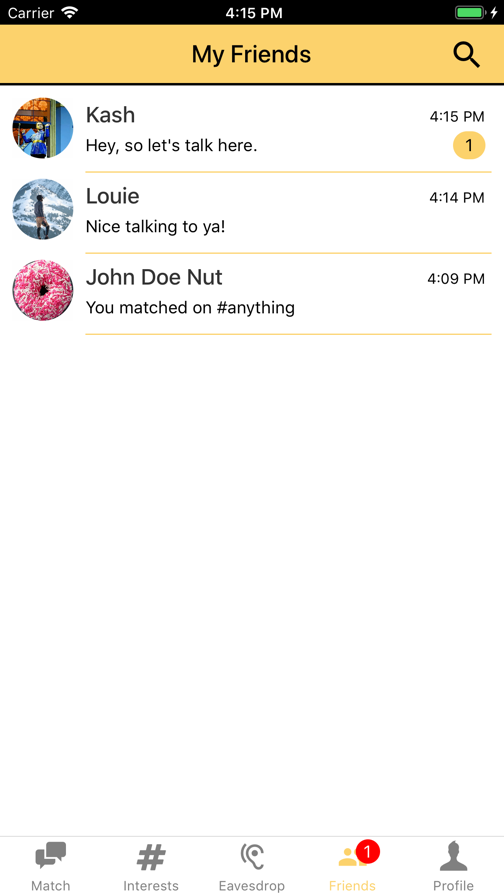 Carrier 4:15 PM
My Friends
Kash 4:15 PM
Hey, so let's talk here. 1
Louie 4:14 PM
Nice talking to ya!
John Doe Nut 4:09 PM
You matched on #anything
1
Match Interests Eavesdrop Friends Profile